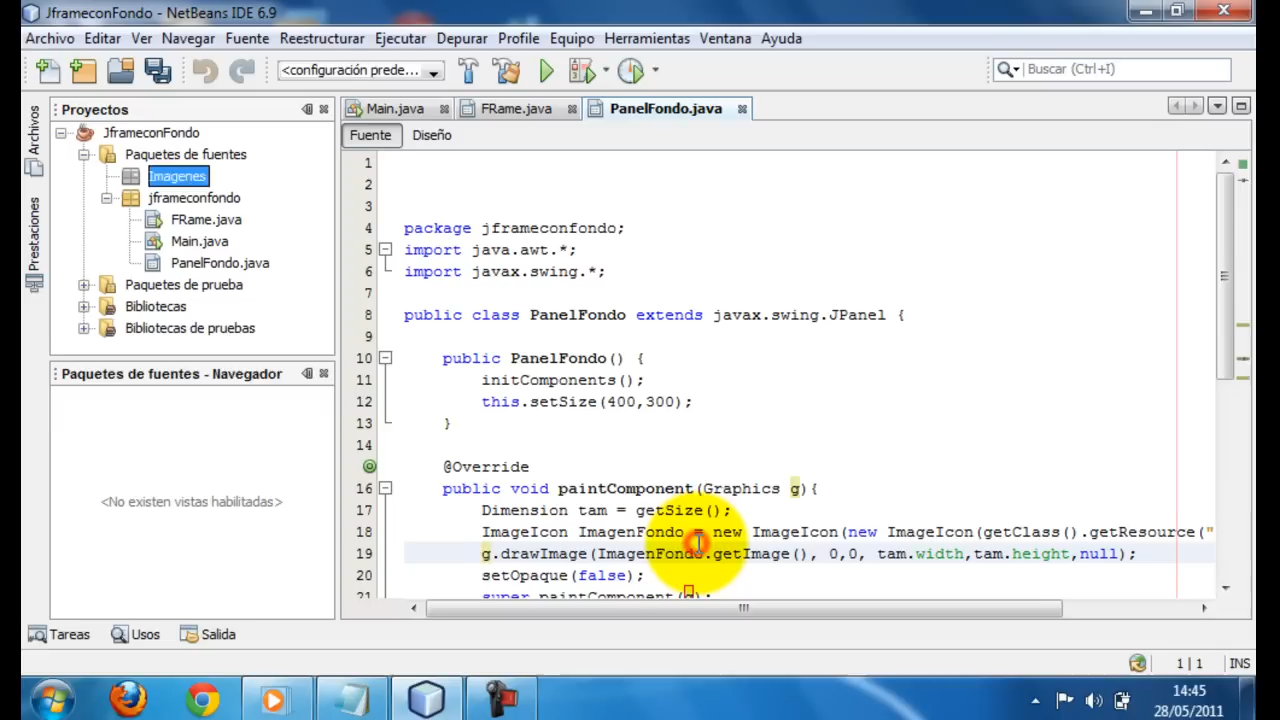 JframeconFondo - NetBeans IDE 6.9
Archivo Editar Ver Navegar Fuente Reestructurar Ejecutar Depurar Profile Equipo Herramientas Ventana Ayuda
<configuración prede... Buscar (Ctrl+I)
Archivos
Prestaciones
Proyectos
JframeconFondo
Paquetes de fuentes
Imagenes
jframeconfondo
FRame.java
Main.java
PanelFondo.java
Paquetes de prueba
Bibliotecas
Bibliotecas de pruebas
Paquetes de fuentes - Navegador
<No existen vistas habilitadas>
Main.java FRame.java PanelFondo.java
Fuente Diseño
1
2
3
4 package jframeconfondo;
5 import java.awt.*;
6 import javax.swing.*;
7
8 public class PanelFondo extends javax.swing.JPanel {
9
10 public PanelFondo() {
11 initComponents();
12 this.setSize(400,300);
13 }
14
@Override
16 public void paintComponent(Graphics g){
17 Dimension tam = getSize();
18 ImageIcon ImagenFondo = new ImageIcon(new ImageIcon(getClass().getResource("
19 g.drawImage(ImagenFondo.getImage(), 0,0, tam.width,tam.height,null);
20 setOpaque(false);
21 super.paintComponent(g);
Tareas Usos Salida
1|1 INS
14:45
28/05/2011